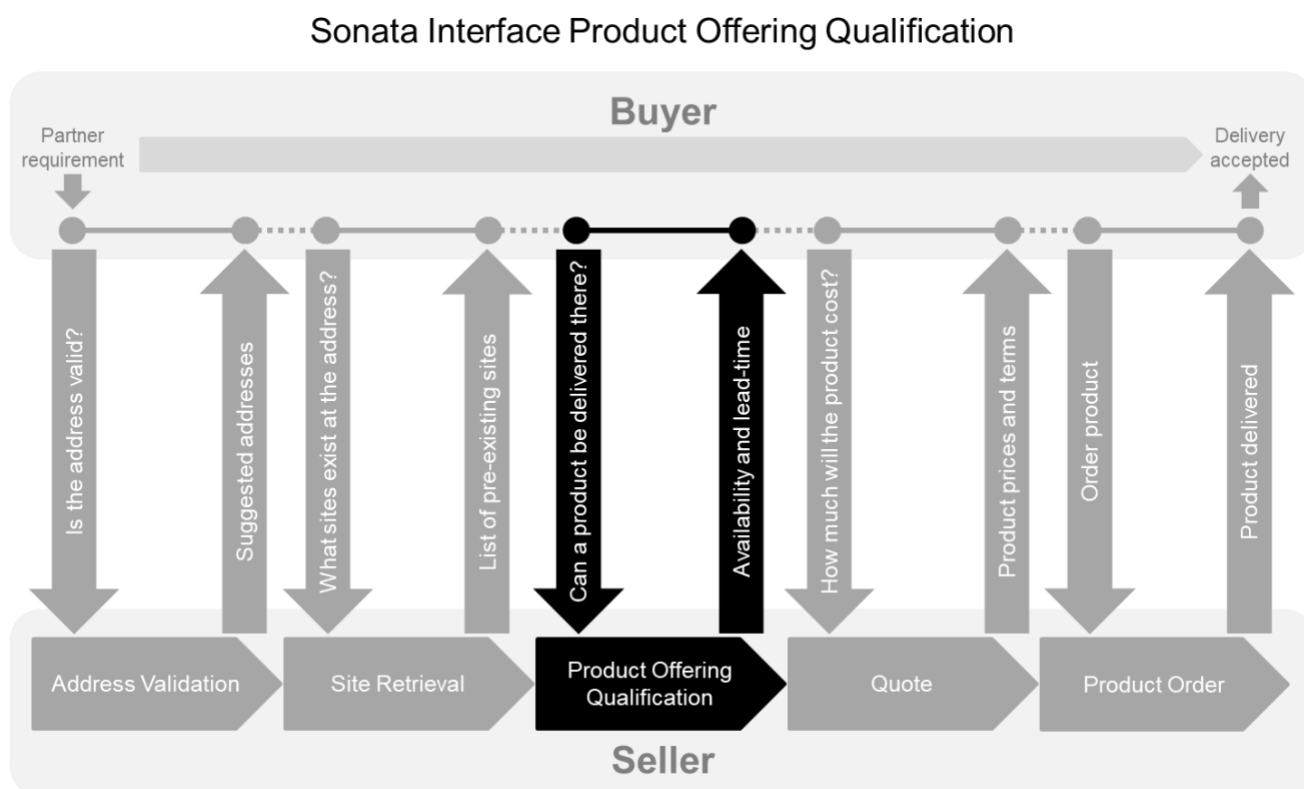 Sonata Interface Product Offering Qualification
Buyer
Partner
requirement
Delivery
accepted
Is the address valid?
Suggested addresses
What sites exist at the address?
List of pre-existing sites
Can a product be delivered there?
Availability and lead-time
How much will the product cost?
Product prices and terms
Order product
Product delivered
Address Validation
Site Retrieval
Product Offering
Qualification
Quote
Product Order
Seller